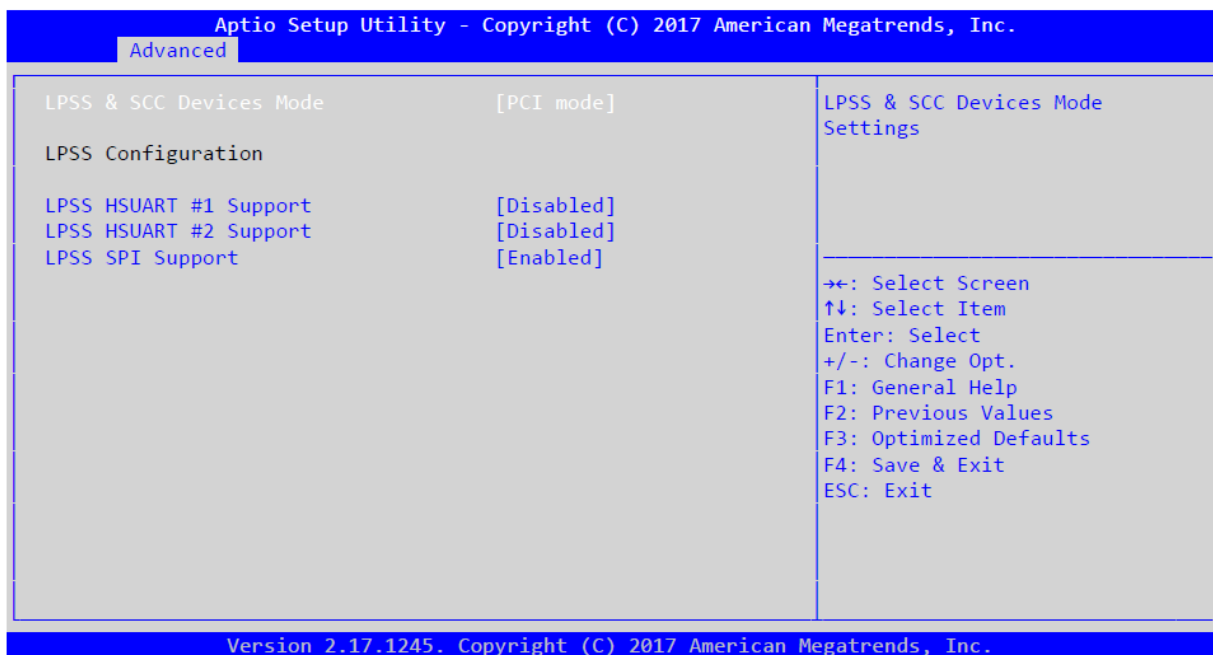 Aptio Setup Utility - Copyright (C) 2017 American Megatrends, Inc.
Advanced
LPSS & SCC Devices Mode [PCI mode]
LPSS Configuration
LPSS HSUART #1 Support [Disabled]
LPSS HSUART #2 Support [Disabled]
LPSS SPI Support [Enabled]
LPSS & SCC Devices Mode
Settings
→←: Select Screen
↑↓: Select Item
Enter: Select
+/-: Change Opt.
F1: General Help
F2: Previous Values
F3: Optimized Defaults
F4: Save & Exit
ESC: Exit
Version 2.17.1245. Copyright (C) 2017 American Megatrends, Inc.